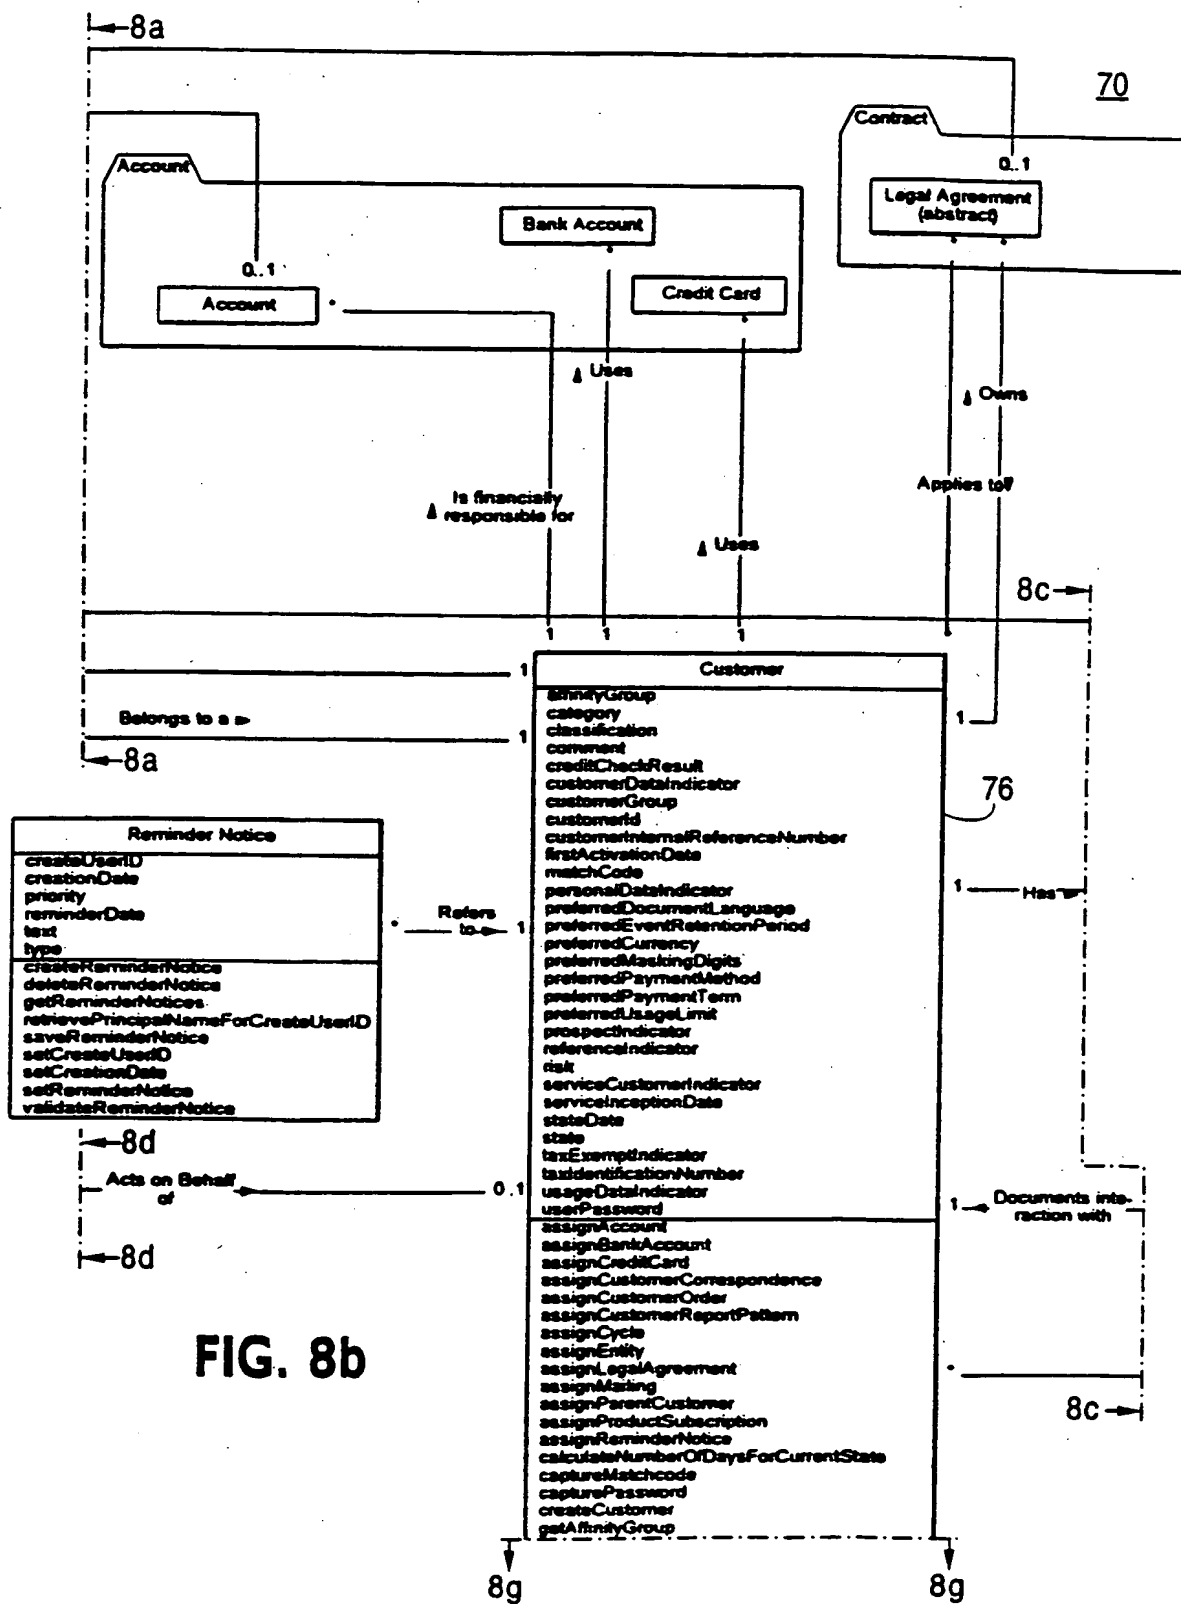 8a
70
Contract
0..1
Account
Legal Agreement
(abstract)
*
*
Bank Account
*
0..1
Credit Card
Account
*
*
Uses
Owns
Applies to
Is financially
responsible for
Uses
8c
1
1
1
*
1
Customer
affinityGroup
category
classification
comment
creditCheckResult
customerDataIndicator
customerGroup
customerId
customerInternalReferenceNumber
firstActivationDate
matchCode
personalDataIndicator
preferredDocumentLanguage
preferredEventRetentionPeriod
preferredCurrency
preferredMaskingDigits
preferredPaymentMethod
preferredPaymentTerm
preferredUsageLimit
prospectIndicator
referenceIndicator
risk
serviceCustomerIndicator
serviceInceptionDate
stateDate
state
taxExemptIndicator
taxIdentificationNumber
usageDataIndicator
userPassword
assignAccount
assignBankAccount
assignCreditCard
assignCustomerCorrespondence
assignCustomerOrder
assignCustomerReportPattern
assignCycle
assignEntity
assignLegalAgreement
assignMailing
assignParentCustomer
assignProductSubscription
assignReminderNotice
calculateNumberOfDaysForCurrentState
captureMatchcode
capturePassword
createCustomer
getAffinityGroup
Belongs to a
1
1
8a
76
Reminder Notice
createUserID
creationDate
priority
reminderDate
text
type
createReminderNotice
deleteReminderNotice
getReminderNotices
retrievePrincipalNameForCreateUserID
saveReminderNotice
setCreateUserID
setCreationDate
setReminderNotice
validateReminderNotice
*
Refers
to
1
1
Has
8d
Acts on Behalf
of
0..1
8d
1
Documents inte-
raction with
*
8c
FIG. 8b
8g
8g